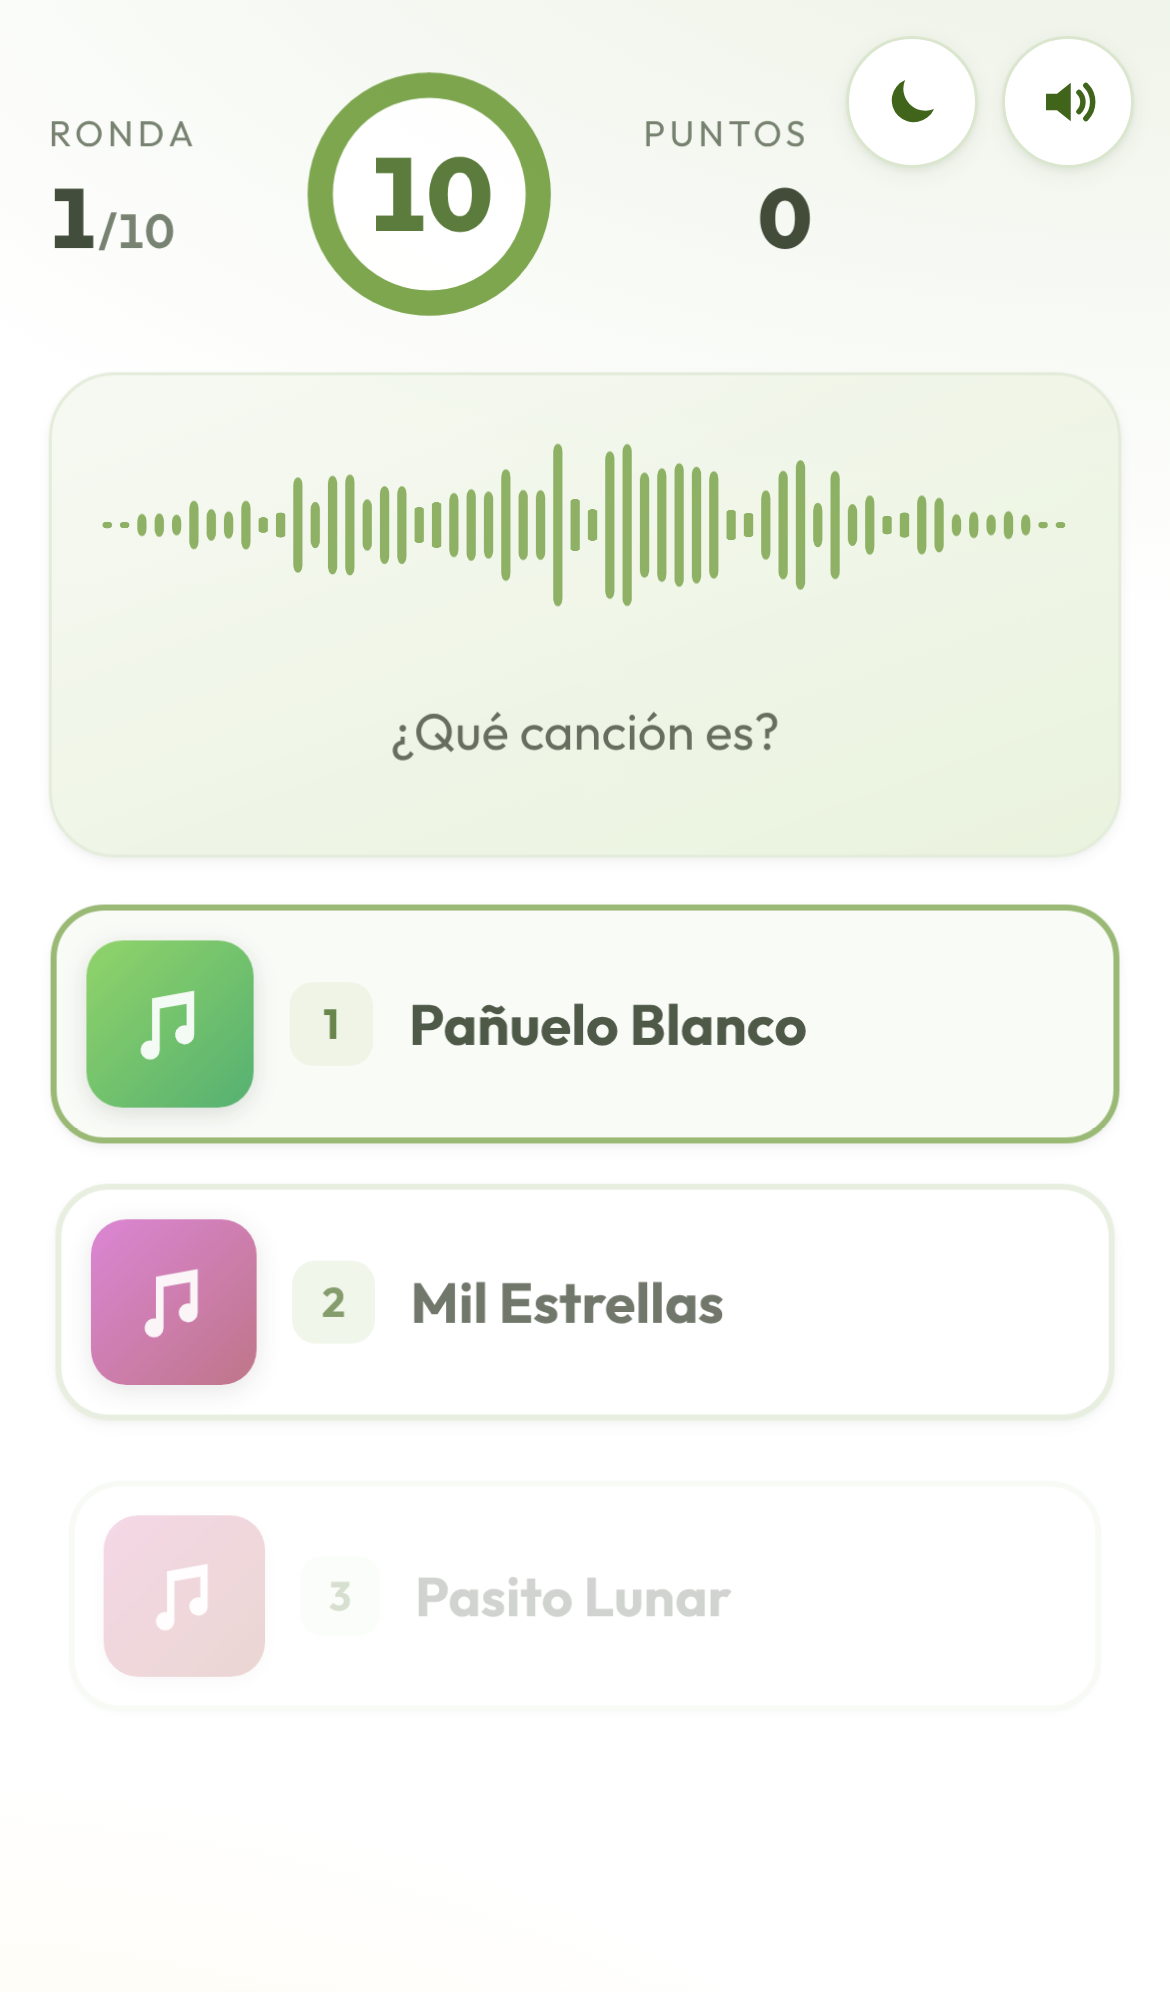 RONDA
1/10
10
PUNTOS
0
¿Qué canción es?
1 Pañuelo Blanco
2 Mil Estrellas
3 Pasito Lunar